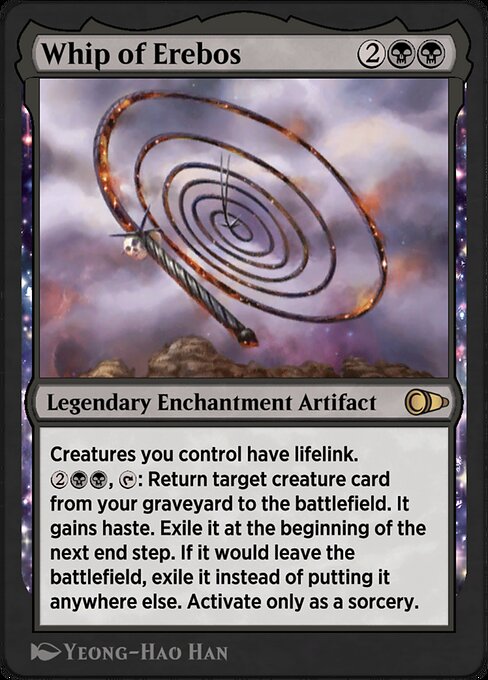 Whip of Erebos 2
Legendary Enchantment Artifact
Creatures you control have lifelink.
2, : Return target creature card
from your graveyard to the battlefield. It
gains haste. Exile it at the beginning of the
next end step. If it would leave the
battlefield, exile it instead of putting it
anywhere else. Activate only as a sorcery.
Yeong-Hao Han